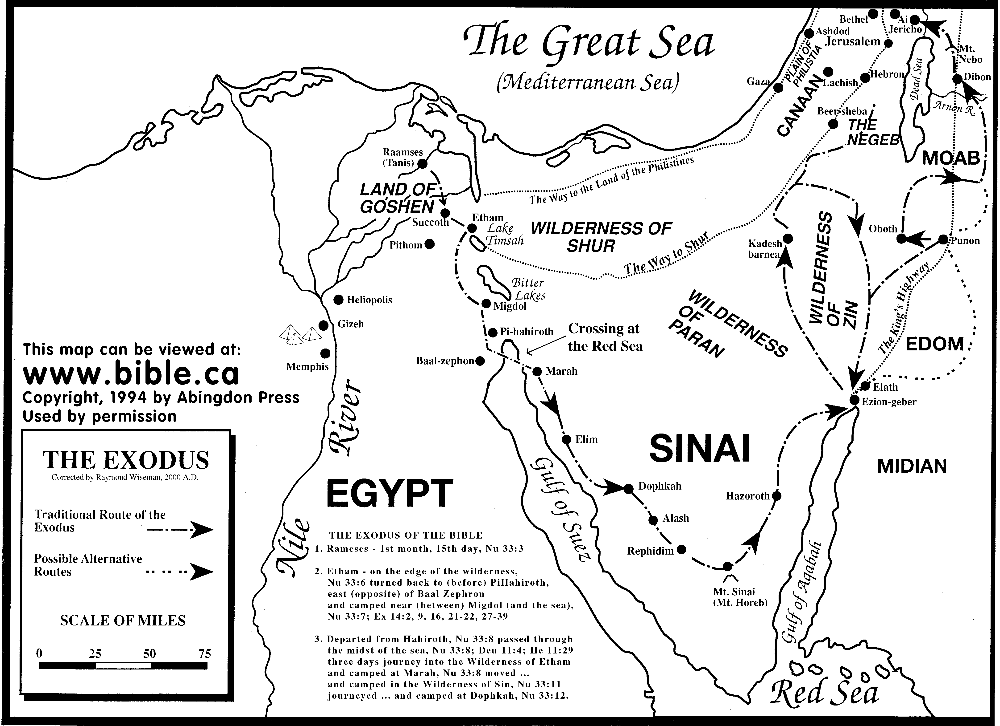 The Great Sea
(Mediterranean Sea)
Bethel
Ai
Jericho
Ashdod
Jerusalem
PLAIN OF
PHILISTIA
Mt.
Nebo
Gaza
CANAAN
Lachish
Hebron
Dead Sea
Dibon
Arnon R.
Beer-sheba
THE
NEGEB
MOAB
Raamses
(Tanis)
LAND OF
GOSHEN
The Way to the Land of the Philistines
Succoth
Etham
Lake
Timsah
WILDERNESS OF
SHUR
Pithom
The Way to Shur
Kadesh
barnea
WILDERNESS
OF
ZIN
Oboth
Punon
Bitter
Lakes
Migdol
Heliopolis
Gizeh
Memphis
Pi-hahiroth
Crossing at
the Red Sea
Baal-zephon
Marah
WILDERNESS
OF
PARAN
The King's Highway
EDOM
Elath
Ezion-geber
This map can be viewed at:
www.bible.ca
Copyright, 1994 by Abingdon Press
Used by permission
Nile River
EGYPT
Elim
SINAI
MIDIAN
Gulf of Suez
Dophkah
Hazoroth
Alash
Rephidim
Mt. Sinai
(Mt. Horeb)
Gulf of Aqabah
Red Sea
THE EXODUS
Corrected by Raymond Wiseman, 2000 A.D.
Traditional Route of the
Exodus
Possible Alternative
Routes
SCALE OF MILES
0 25 50 75
THE EXODUS OF THE BIBLE
1. Rameses - 1st month, 15th day, Nu 33:3
2. Etham - on the edge of the wilderness,
Nu 33:6 turned back to (before) PiHahiroth,
east (opposite) of Baal Zephron
and camped near (between) Migdol (and the sea),
Nu 33:7; Ex 14:2, 9, 16, 21-22, 27-39
3. Departed from Hahiroth, Nu 33:8 passed through
the midst of the sea, Nu 33:8; Deu 11:4; He 11:29
three days journey into the Wilderness of Etham
and camped at Marah, Nu 33:8 moved ...
and camped in the Wilderness of Sin, Nu 33:11
journeyed ... and camped at Dophkah, Nu 33:12.